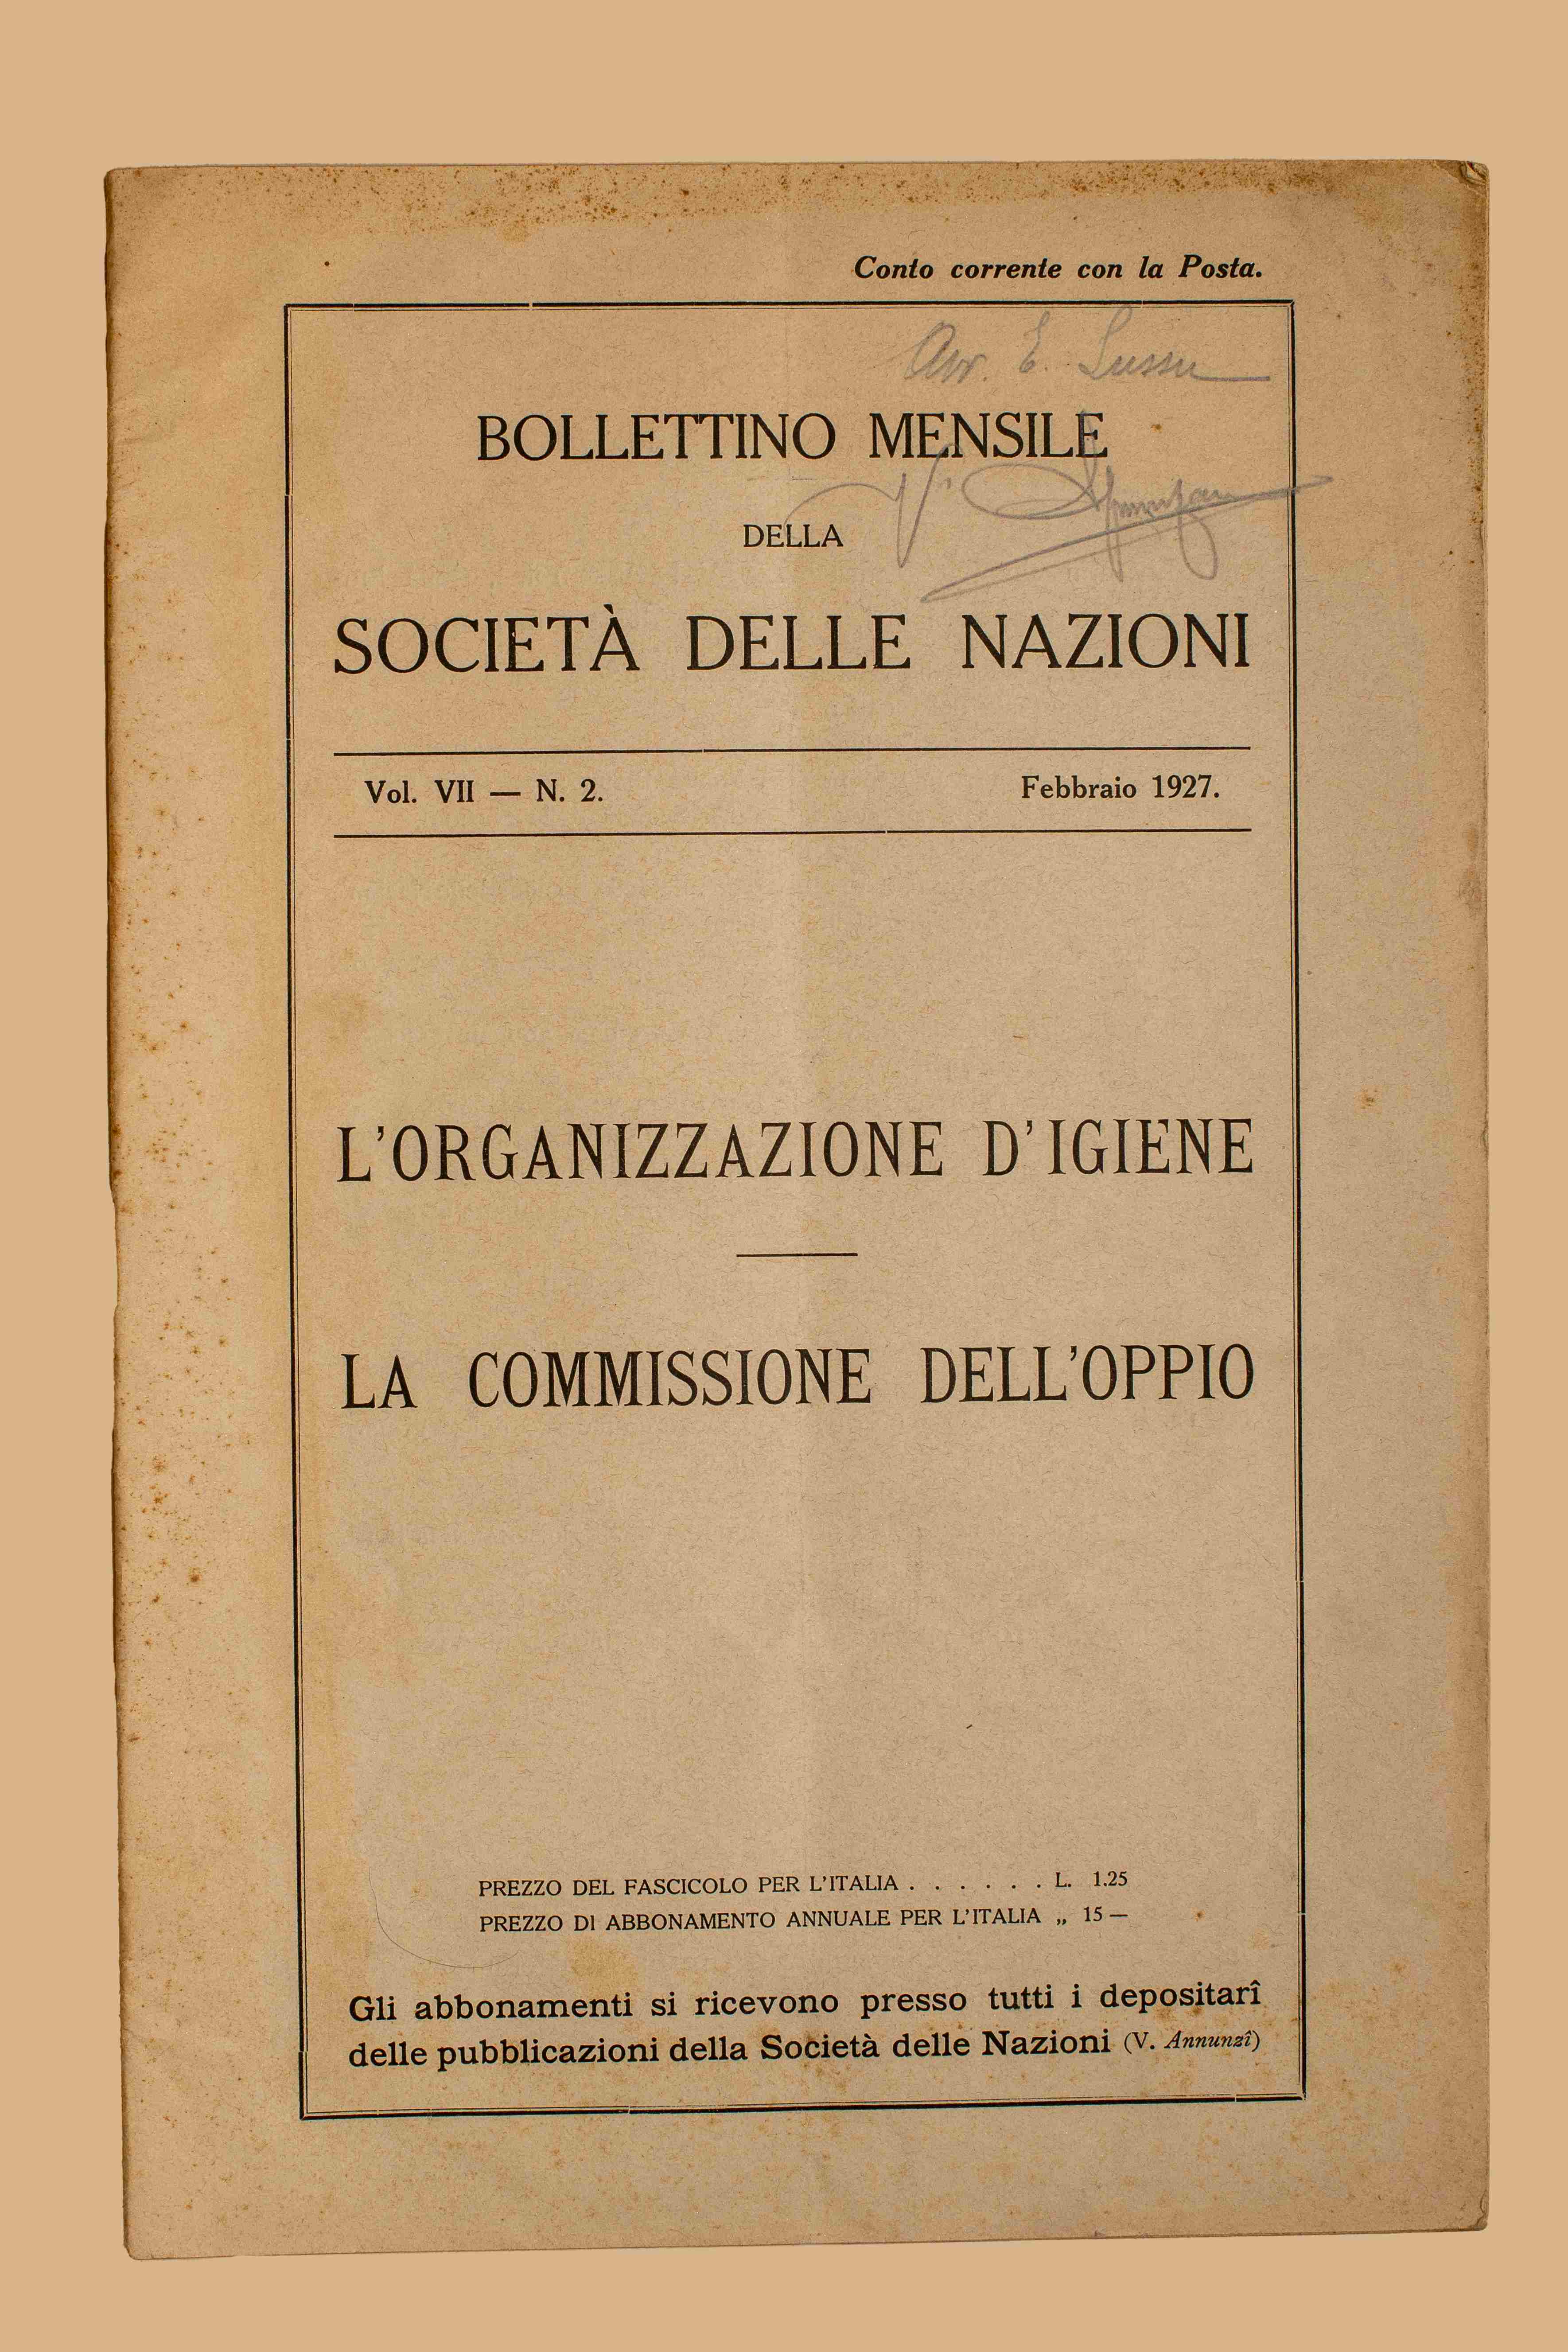 Conto corrente con la Posta.
Avv. E. Lussu
BOLLETTINO MENSILE
DELLA
SOCIETÀ DELLE NAZIONI
Vol. VII — N. 2. Febbraio 1927.
L'ORGANIZZAZIONE D'IGIENE
LA COMMISSIONE DELL'OPPIO
PREZZO DEL FASCICOLO PER L'ITALIA . . . . . . L. 1.25
PREZZO DI ABBONAMENTO ANNUALE PER L'ITALIA „ 15 —
Gli abbonamenti si ricevono presso tutti i depositarî
delle pubblicazioni della Società delle Nazioni (V. Annunzî)